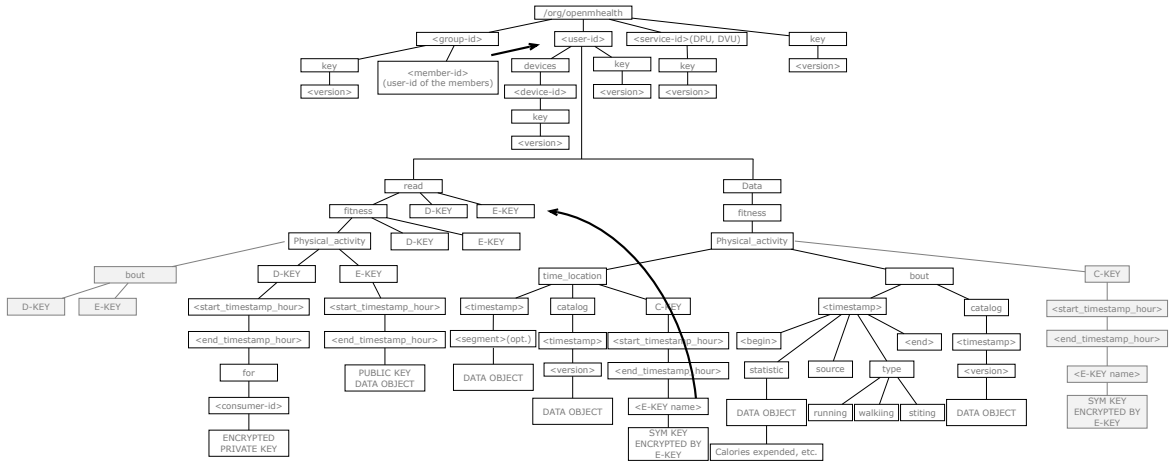 /org/openmhealth
<group-id>
<user-id>
<service-id>(DPU, DVU)
key
key
<member-id>
(user-id of the members)
devices
key
key
<version>
<version>
<device-id>
<version>
<version>
key
<version>
read
Data
fitness
D-KEY
E-KEY
fitness
Physical_activity
D-KEY
E-KEY
Physical_activity
bout
D-KEY
E-KEY
time_location
bout
C-KEY
D-KEY
E-KEY
<start_timestamp_hour>
<start_timestamp_hour>
<timestamp>
catalog
C-KEY
<timestamp>
catalog
<start_timestamp_hour>
<end_timestamp_hour>
<end_timestamp_hour>
<segment>(opt.)
<timestamp>
<start_timestamp_hour>
<begin>
<end>
<timestamp>
<end_timestamp_hour>
for
PUBLIC KEY
DATA OBJECT
DATA OBJECT
<version>
<end_timestamp_hour>
statistic
source
type
<version>
<E-KEY name>
<consumer-id>
DATA OBJECT
<E-KEY name>
DATA OBJECT
running
walkiing
stiting
DATA OBJECT
SYM KEY
ENCRYPTED BY
E-KEY
ENCRYPTED
PRIVATE KEY
SYM KEY
ENCRYPTED BY
E-KEY
Calories expended, etc.